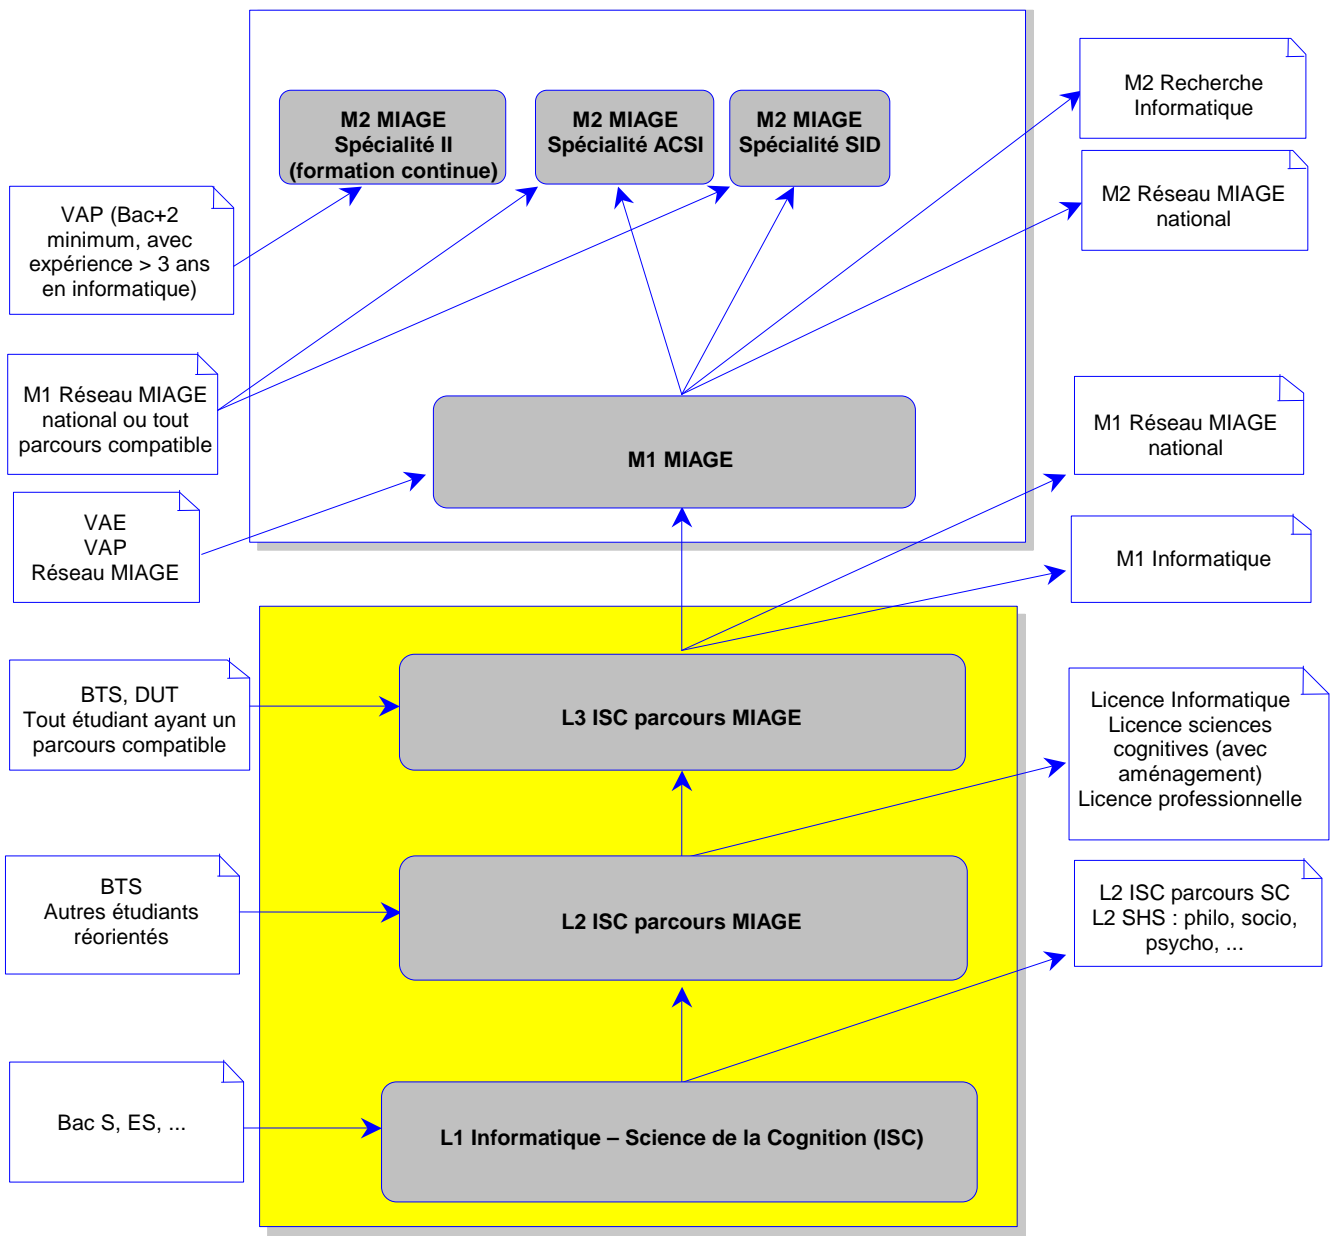 M2 MIAGE
Spécialité II
(formation continue)
M2 MIAGE
Spécialité ACSI
M2 MIAGE
Spécialité SID
M2 Recherche
Informatique
M2 Réseau MIAGE
national
VAP (Bac+2
minimum, avec
expérience > 3 ans
en informatique)
M1 Réseau MIAGE
national ou tout
parcours compatible
M1 MIAGE
M1 Réseau MIAGE
national
VAE
VAP
Réseau MIAGE
M1 Informatique
BTS, DUT
Tout étudiant ayant un
parcours compatible
L3 ISC parcours MIAGE
Licence Informatique
Licence sciences
cognitives (avec
aménagement)
Licence professionnelle
BTS
Autres étudiants
réorientés
L2 ISC parcours MIAGE
L2 ISC parcours SC
L2 SHS : philo, socio,
psycho, ...
Bac S, ES, ...
L1 Informatique – Science de la Cognition (ISC)